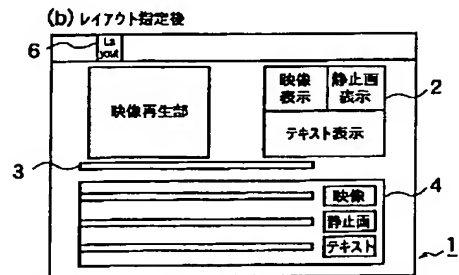 (b) レイアウト指定後
6
La
yout
映像再生部
映像 静止画
表示 表示
2
テキスト表示
3
4
映像
静止画
テキスト
1